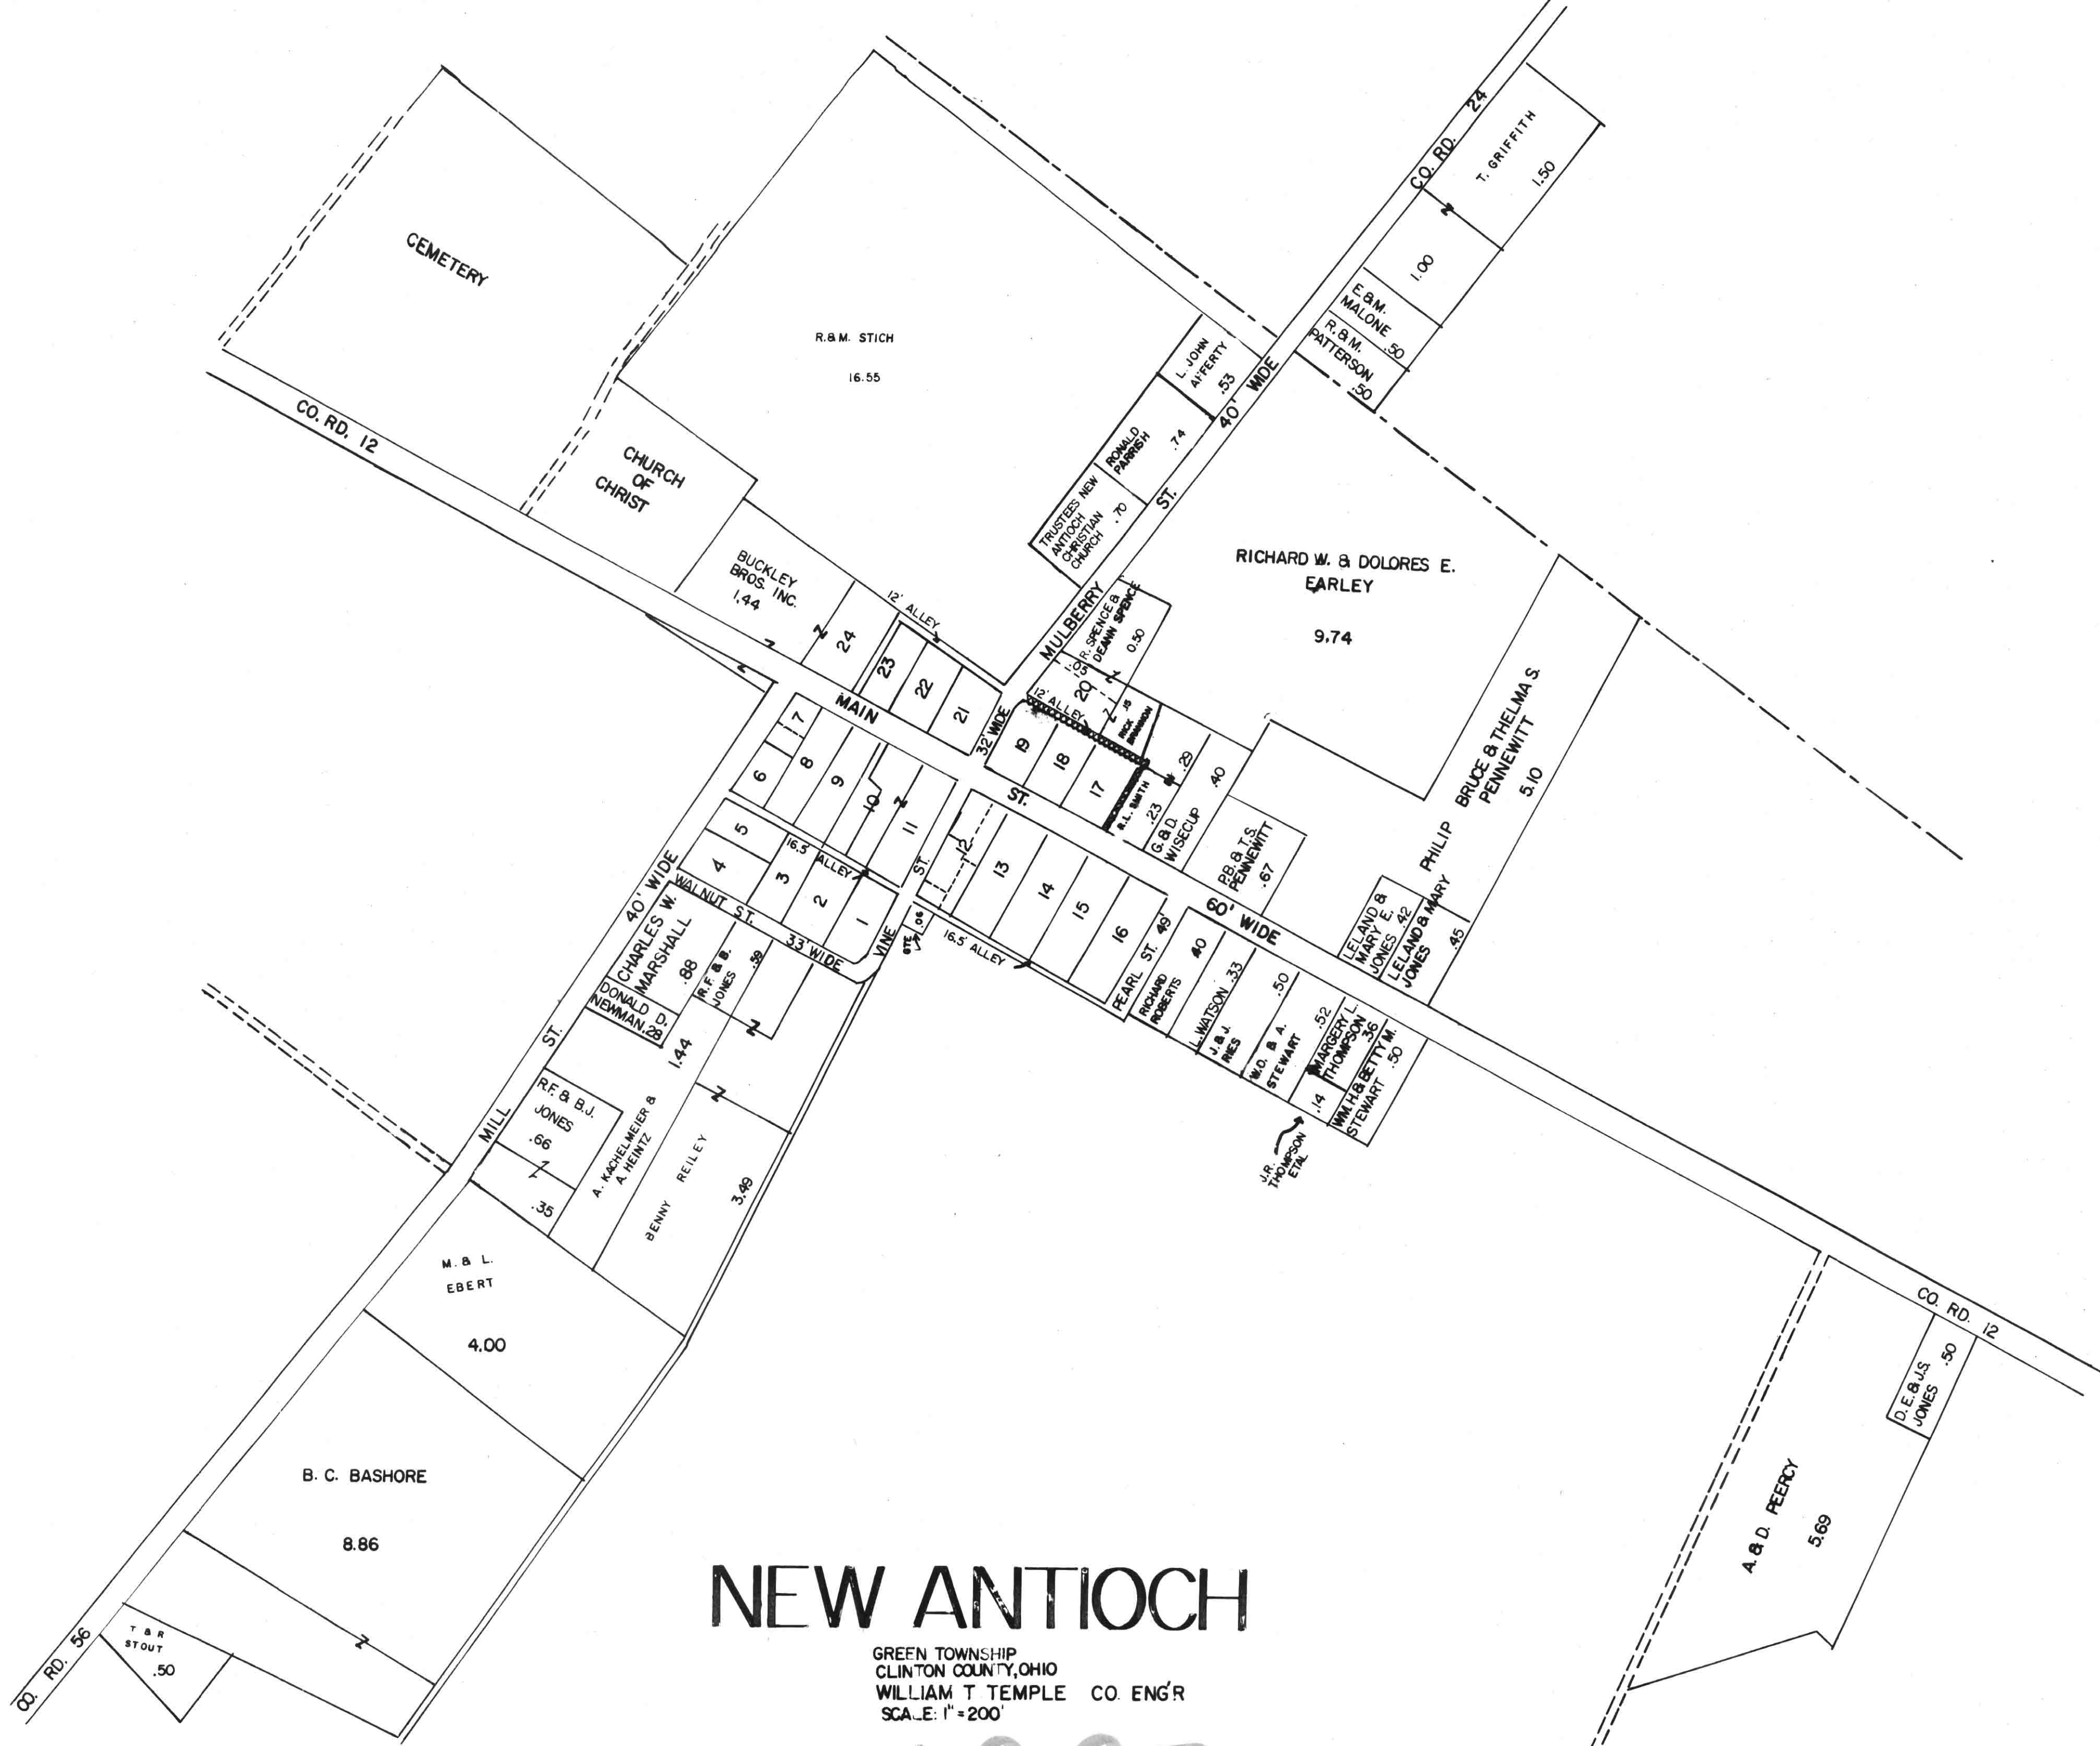 CO. RD. 24
T. GRIFFITH
1.50
1.00
E. & M.
MALONE .50
R. & M.
PATTERSON
.50
CEMETERY
R. & M. STICH
16.55
CO. RD. 12
CHURCH
OF
CHRIST
L. JOHN
.53
RONALD
PARRISH
.74
TRUSTEES NEW
ANTIOCH
CHRISTIAN
CHURCH
.70
40' WIDE
MULBERRY ST.
RICHARD W. & DOLORES E.
EARLEY
9.74
BUCKLEY
BROS. INC.
1.44
24
12' ALLEY
23
22
21
MAIN ST.
32' WIDE
R. SPENCE &
DEANN SPENCE
0.50
20
12' ALLEY
.15
RICK
BRANNON
19
18
17
R.L. SMITH
.23
.29
G. & D.
WISECUP
.40
P.B. & T.S.
PENNEWITT
.67
PHILIP BRUCE & THELMA S.
PENNEWITT
5.10
7
6
8
9
10
11
5
4
3
2
1
16.5' ALLEY
12
13
14
15
16
16.5' ALLEY
VINE ST.
GTE
.06
WALNUT ST. 33' WIDE
40' WIDE
MILL ST.
CHARLES W.
MARSHALL
.88
DONALD D.
NEWMAN .28
R.F. & B.
JONES
.59
1.44
A. KACHELMEIER &
A. HEINTZ
R.F. & B.J.
JONES
.66
.35
BENNY REILEY
3.49
PEARL ST. 49'
60' WIDE
RICHARD
ROBERTS
.40
L. WATSON .33
J. & J.
RIES
.50
W.D. & A.
STEWART
.52
MARGERY L.
THOMPSON
.36
.14
J.R.
THOMPSON
ETAL
WM. H. & BETTY M.
STEWART .50
LELAND &
MARY E.
JONES .42
LELAND & MARY
JONES .45
M. & L.
EBERT
4.00
B. C. BASHORE
8.86
T & R
STOUT
.50
CO. RD. 56
CO. RD. 12
D. E. & J.S.
JONES
.50
A. & D. PEERCY
5.69
NEW ANTIOCH
GREEN TOWNSHIP
CLINTON COUNTY, OHIO
WILLIAM T TEMPLE CO. ENG'R
SCALE: 1" = 200'